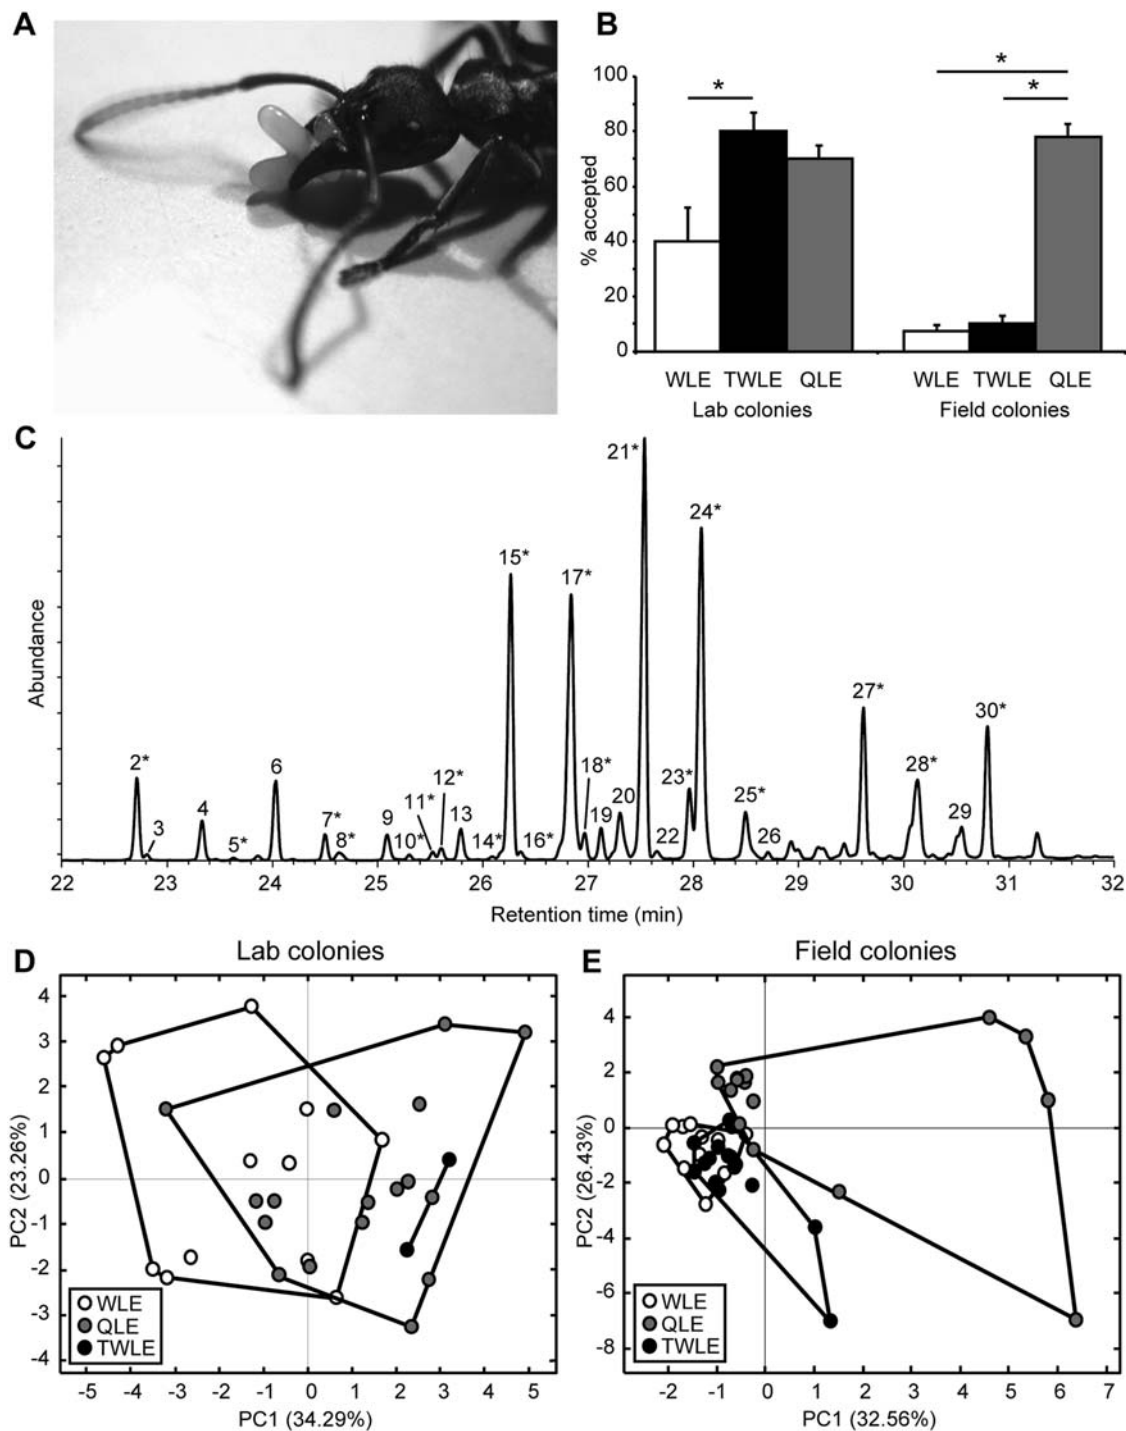 A
B
*
*
*
100
80
60
40
20
0
% accepted
WLE TWLE QLE
WLE TWLE QLE
Lab colonies
Field colonies
C
Abundance
2*
3
4
5*
6
7*
8*
9
10*
11*
12*
13
14*
15*
16*
17*
18*
19
20
21*
22
23*
24*
25*
26
27*
28*
29
30*
22 23 24 25 26 27 28 29 30 31 32
Retention time (min)
D
Lab colonies
4
3
2
1
0
-1
-2
-3
-4
PC2 (23.26%)
WLE
QLE
TWLE
-5 -4 -3 -2 -1 0 1 2 3 4 5
PC1 (34.29%)
E
Field colonies
4
2
0
-2
-4
-6
-8
PC2 (26.43%)
WLE
QLE
TWLE
-2 -1 0 1 2 3 4 5 6 7
PC1 (32.56%)